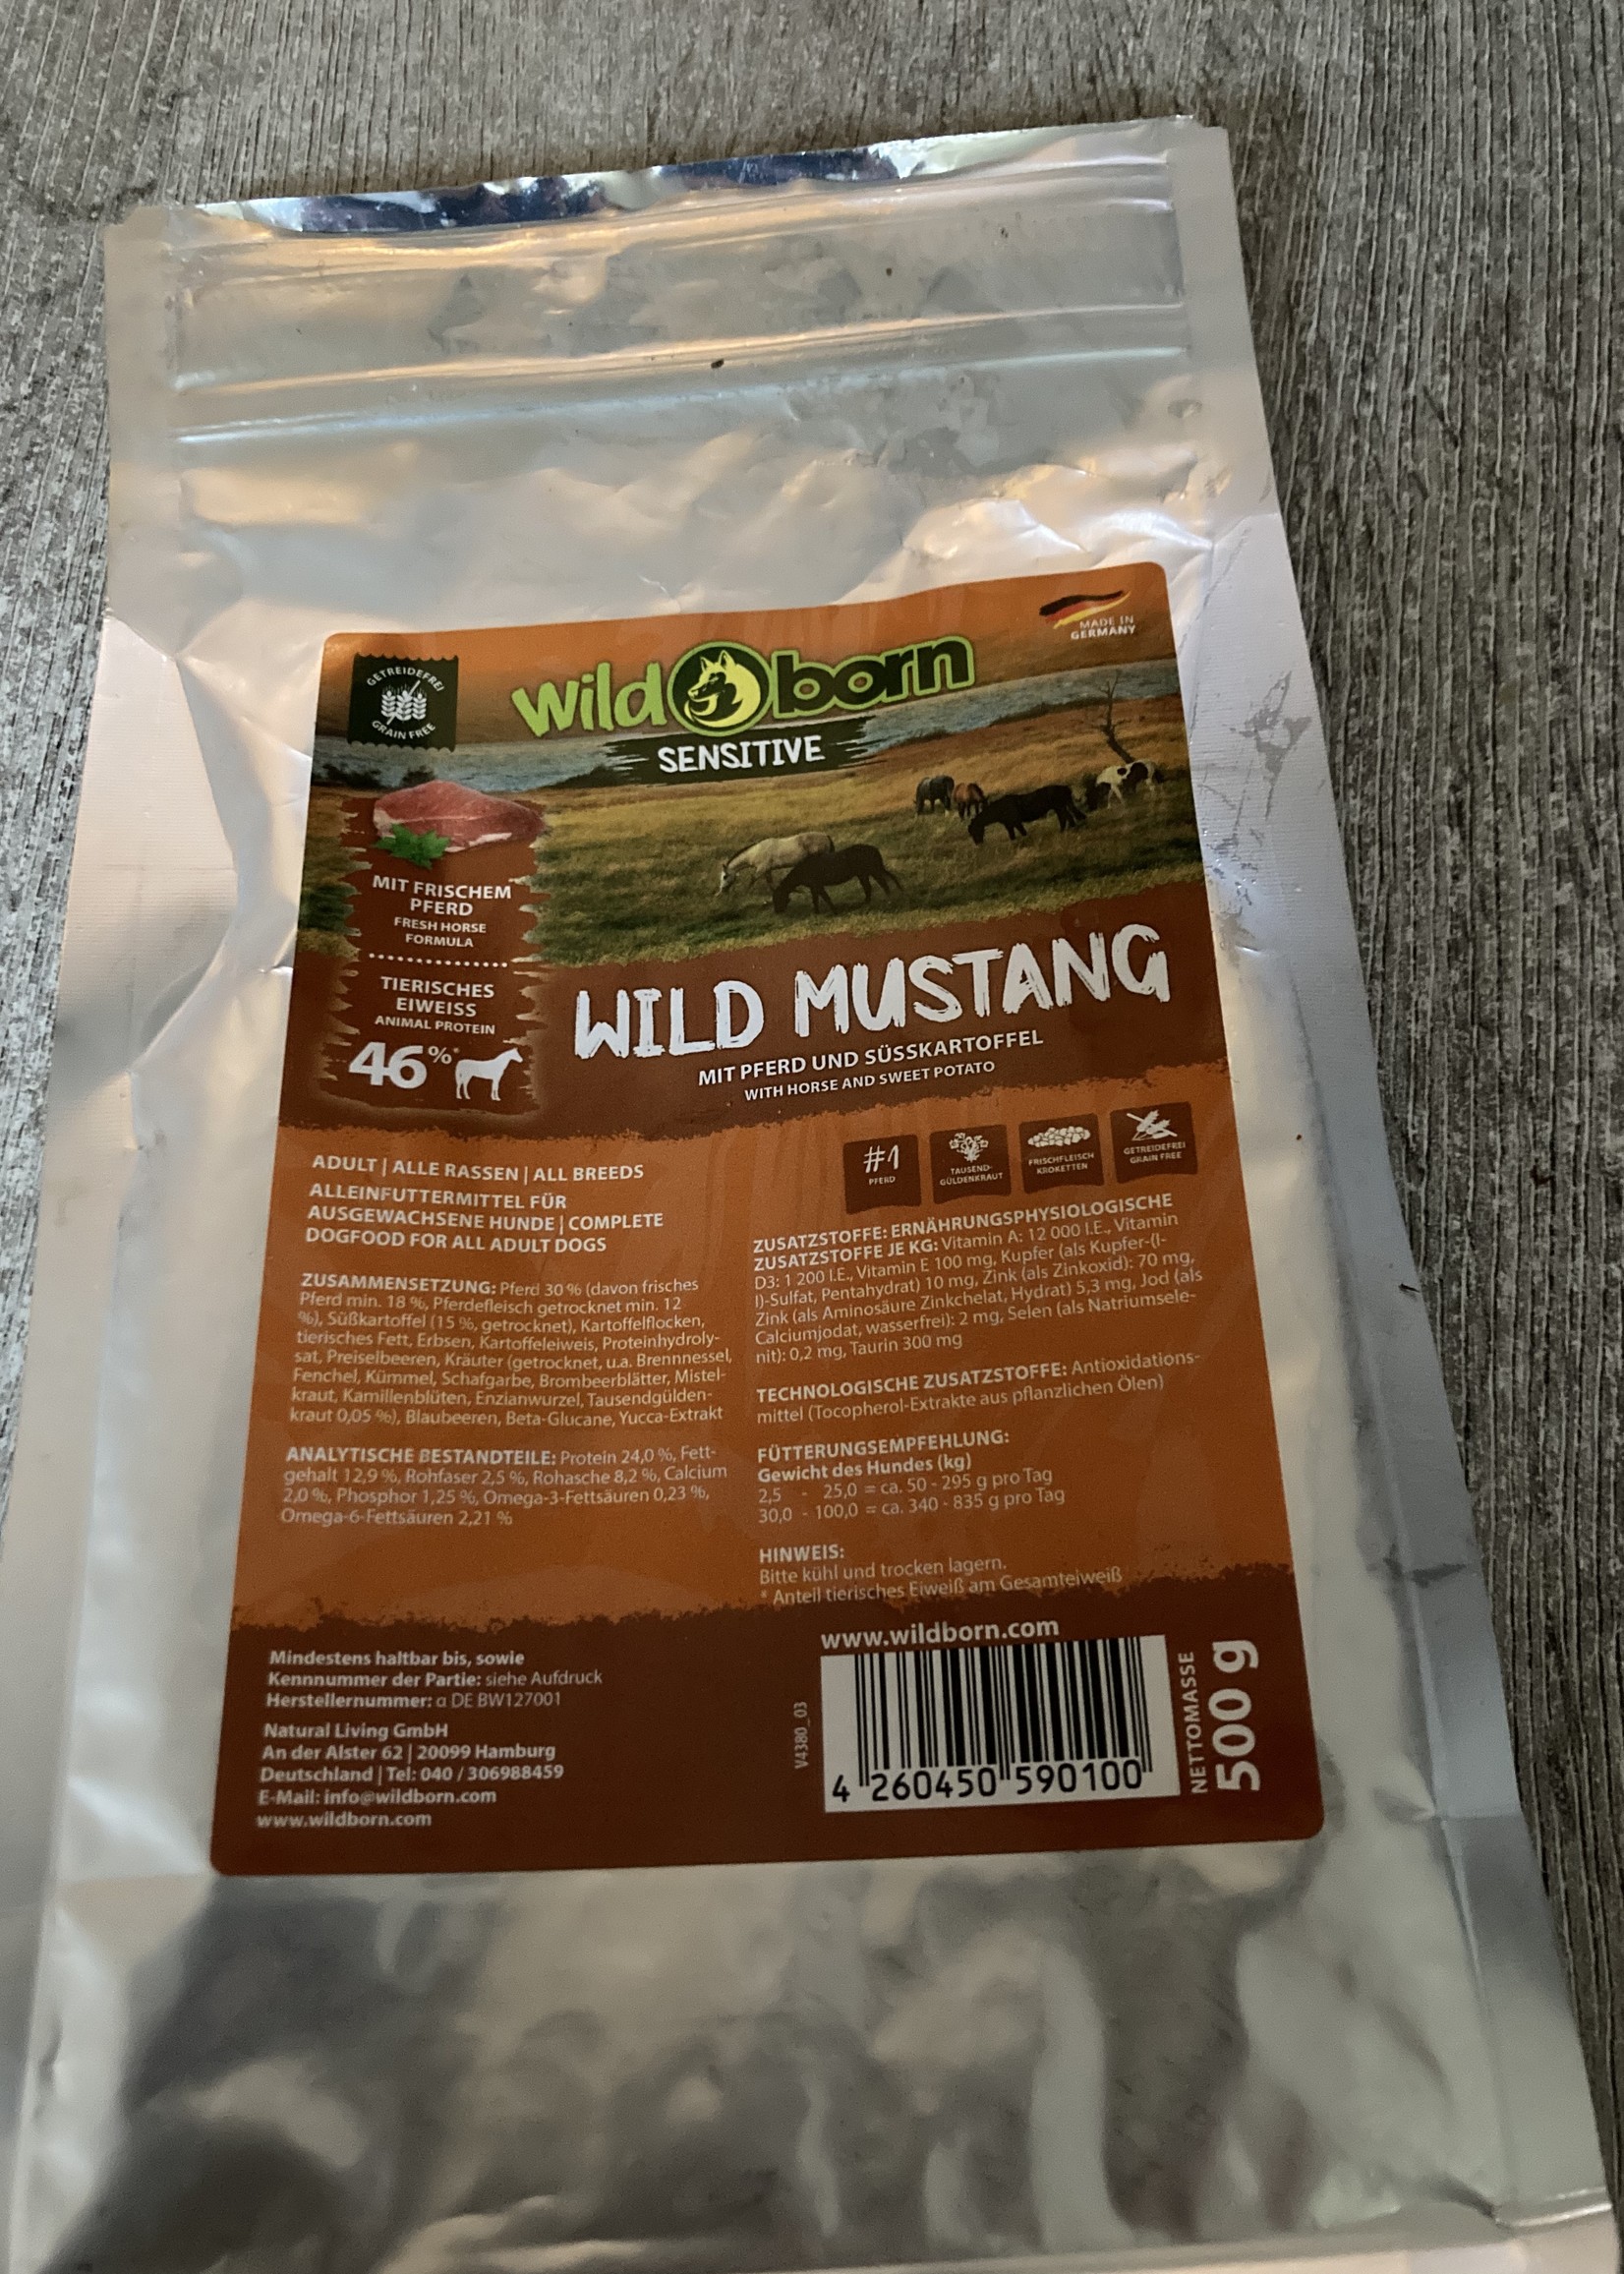 MADE IN
GERMANY
GETREIDEFREI
GRAIN FREE
wild born
SENSITIVE
MIT FRISCHEM
PFERD
FRESH HORSE
FORMULA
TIERISCHES
EIWEISS
ANIMAL PROTEIN
46%*
WILD MUSTANG
MIT PFERD UND SÜSSKARTOFFEL
WITH HORSE AND SWEET POTATO
#1
PFERD
TAUSEND-
GÜLDENKRAUT
FRISCHFLEISCH
KROKETTEN
GETREIDEFREI
GRAIN FREE
ADULT | ALLE RASSEN | ALL BREEDS
ALLEINFUTTERMITTEL FÜR
AUSGEWACHSENE HUNDE | COMPLETE
DOGFOOD FOR ALL ADULT DOGS
ZUSAMMENSETZUNG: Pferd 30 % (davon frisches
Pferd min. 18 %, Pferdefleisch getrocknet min. 12
%), Süßkartoffel (15 %, getrocknet), Kartoffelflocken,
tierisches Fett, Erbsen, Kartoffeleiweis, Proteinhydroly-
sat, Preiselbeeren, Kräuter (getrocknet, u.a. Brennnessel,
Fenchel, Kümmel, Schafgarbe, Brombeerblätter, Mistel-
kraut, Kamillenblüten, Enzianwurzel, Tausendgülden-
kraut 0,05 %), Blaubeeren, Beta-Glucane, Yucca-Extrakt
ANALYTISCHE BESTANDTEILE: Protein 24,0 %, Fett-
gehalt 12,9 %, Rohfaser 2,5 %, Rohasche 8,2 %, Calcium
2,0 %, Phosphor 1,25 %, Omega-3-Fettsäuren 0,23 %,
Omega-6-Fettsäuren 2,21 %
ZUSATZSTOFFE: ERNÄHRUNGSPHYSIOLOGISCHE
ZUSATZSTOFFE JE KG: Vitamin A: 12 000 I.E., Vitamin
D3: 1 200 I.E., Vitamin E 100 mg, Kupfer (als Kupfer-(I-
I)-Sulfat, Pentahydrat) 10 mg, Zink (als Zinkoxid): 70 mg,
Zink (als Aminosäure Zinkchelat, Hydrat) 5,3 mg, Jod (als
Calciumjodat, wasserfrei): 2 mg, Selen (als Natriumsele-
nit): 0,2 mg, Taurin 300 mg
TECHNOLOGISCHE ZUSATZSTOFFE: Antioxidations-
mittel (Tocopherol-Extrakte aus pflanzlichen Ölen)
FÜTTERUNGSEMPFEHLUNG:
Gewicht des Hundes (kg)
2,5 - 25,0 = ca. 50 - 295 g pro Tag
30,0 - 100,0 = ca. 340 - 835 g pro Tag
HINWEIS:
Bitte kühl und trocken lagern.
* Anteil tierisches Eiweiß am Gesamteiweiß
Mindestens haltbar bis, sowie
Kennnummer der Partie: siehe Aufdruck
Herstellernummer: α DE BW127001
Natural Living GmbH
An der Alster 62 | 20099 Hamburg
Deutschland | Tel: 040 / 306988459
E-Mail: info@wildborn.com
www.wildborn.com
www.wildborn.com
V4380_03
4 260450 590100
NETTOMASSE
500 g